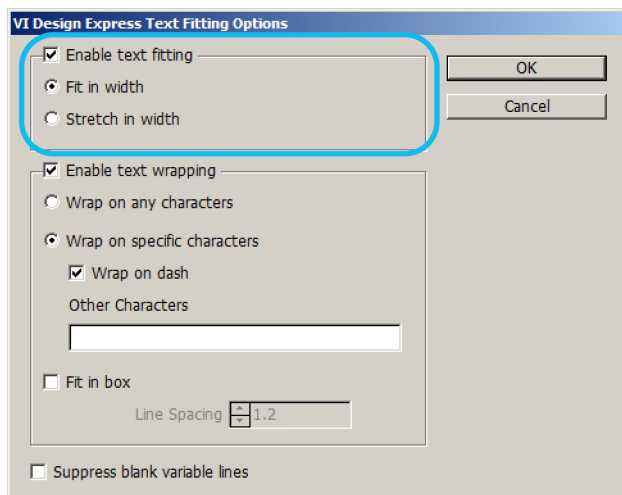 VI Design Express Text Fitting Options
Enable text fitting
Fit in width
Stretch in width
OK
Cancel
Enable text wrapping
Wrap on any characters
Wrap on specific characters
Wrap on dash
Other Characters
Fit in box
Line Spacing 1.2
Suppress blank variable lines